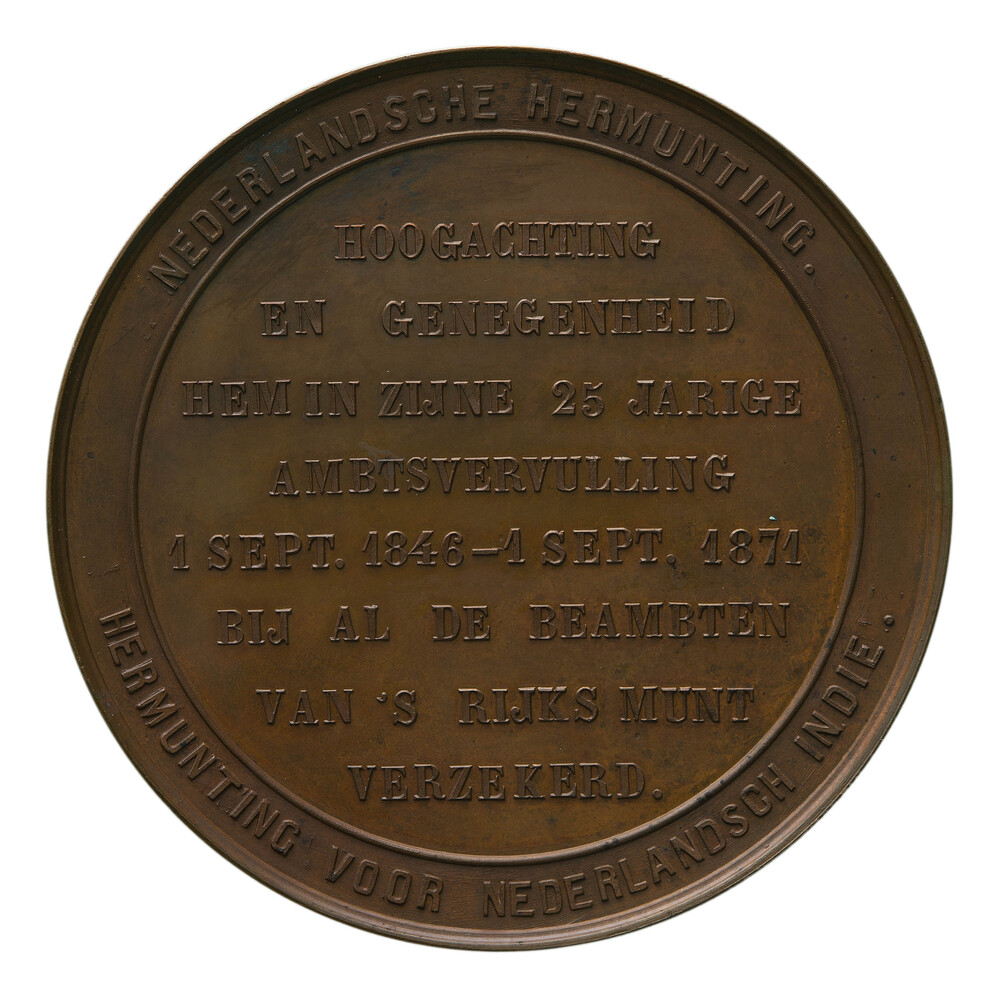 NEDERLANDSCHE HERMUNTING.
HOOGACHTING
EN GENEGENHEID
HEM IN ZIJNE 25 JARIGE
AMBTSVERVULLING
1 SEPT. 1846–1 SEPT. 1871
BIJ AL DE BEAMBTEN
VAN 'S RIJKS MUNT
VERZEKERD.
HERMUNTING VOOR NEDERLANDSCH INDIE.